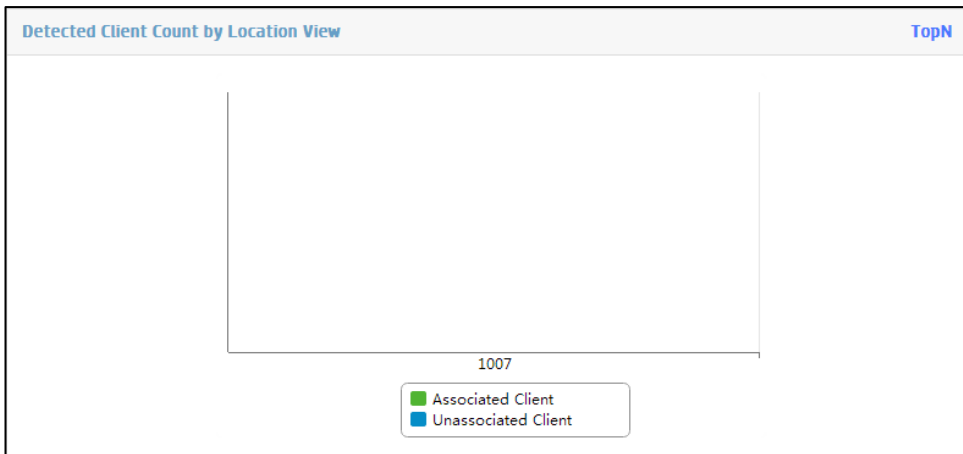 Detected Client Count by Location View TopN
1007
Associated Client
Unassociated Client